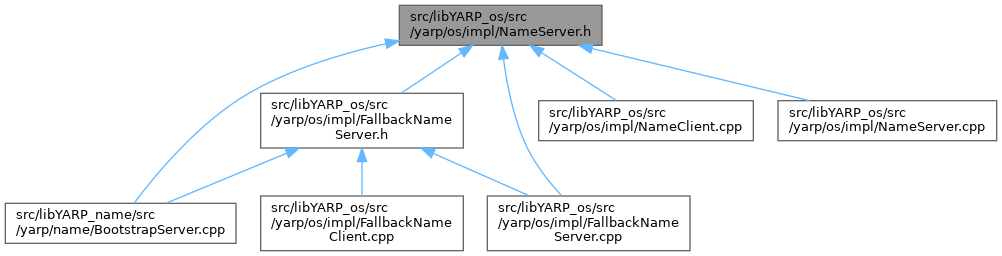 src/libYARP_os/src
/yarp/os/impl/NameServer.h
src/libYARP_os/src
/yarp/os/impl/FallbackName
Server.h
src/libYARP_os/src
/yarp/os/impl/NameClient.cpp
src/libYARP_os/src
/yarp/os/impl/NameServer.cpp
src/libYARP_name/src
/yarp/name/BootstrapServer.cpp
src/libYARP_os/src
/yarp/os/impl/FallbackName
Client.cpp
src/libYARP_os/src
/yarp/os/impl/FallbackName
Server.cpp